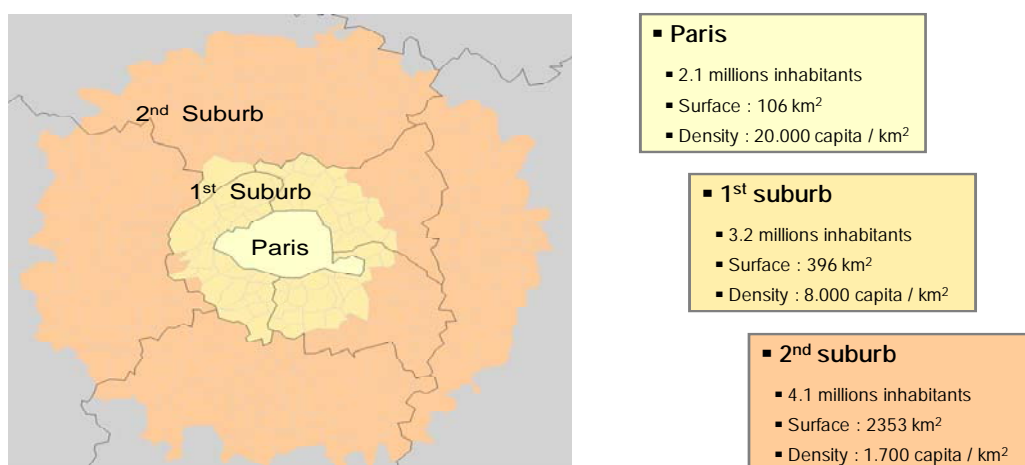 2nd Suburb
1st Suburb
Paris
▪ Paris
▪ 2.1 millions inhabitants
▪ Surface : 106 km²
▪ Density : 20.000 capita / km²
▪ 1st suburb
▪ 3.2 millions inhabitants
▪ Surface : 396 km²
▪ Density : 8.000 capita / km²
▪ 2nd suburb
▪ 4.1 millions inhabitants
▪ Surface : 2353 km²
▪ Density : 1.700 capita / km²